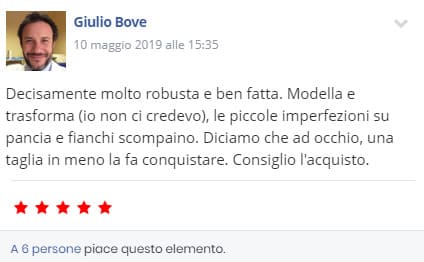 Giulio Bove
10 maggio 2019 alle 15:35
Decisamente molto robusta e ben fatta. Modella e
trasforma (io non ci credevo), le piccole imperfezioni su
pancia e fianchi scompaino. Diciamo che ad occhio, una
taglia in meno la fa conquistare. Consiglio l'acquisto.
A 6 persone piace questo elemento.